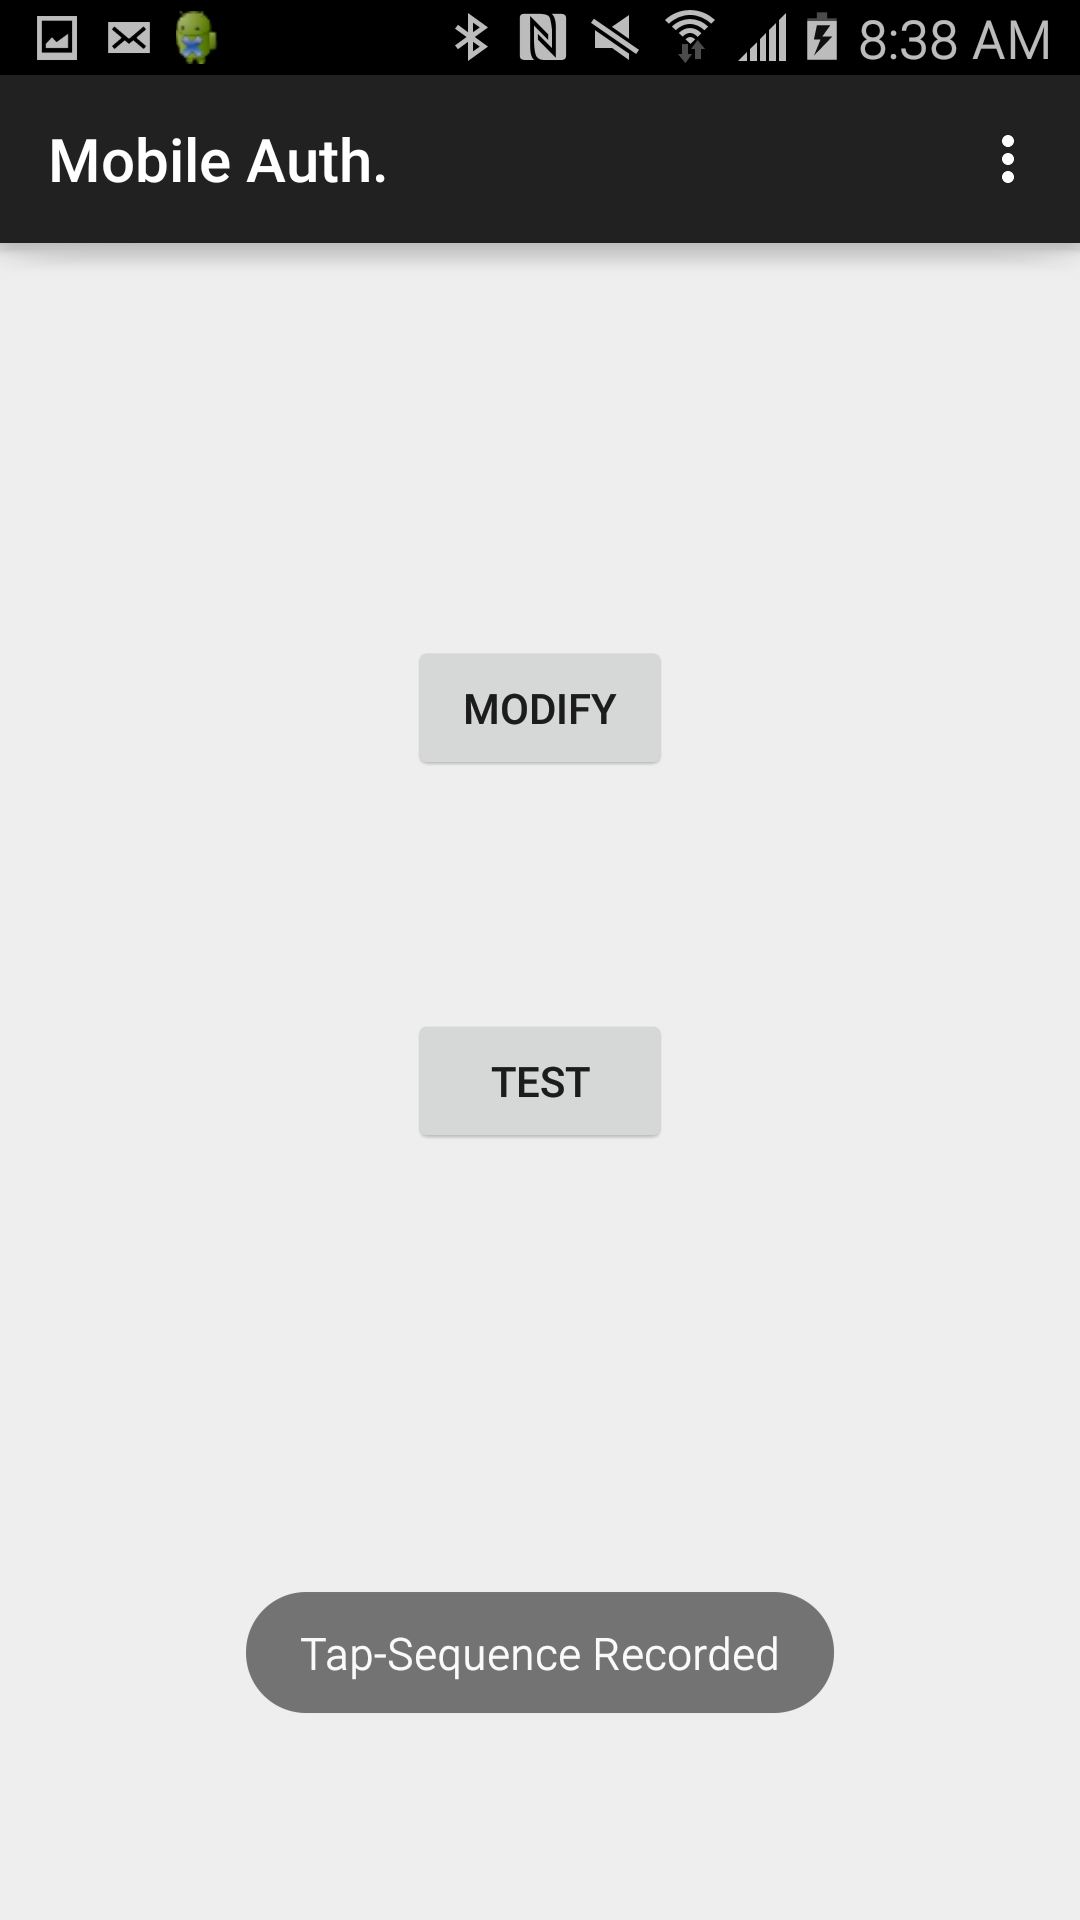 8:38 AM
Mobile Auth.
MODIFY
TEST
Tap-Sequence Recorded